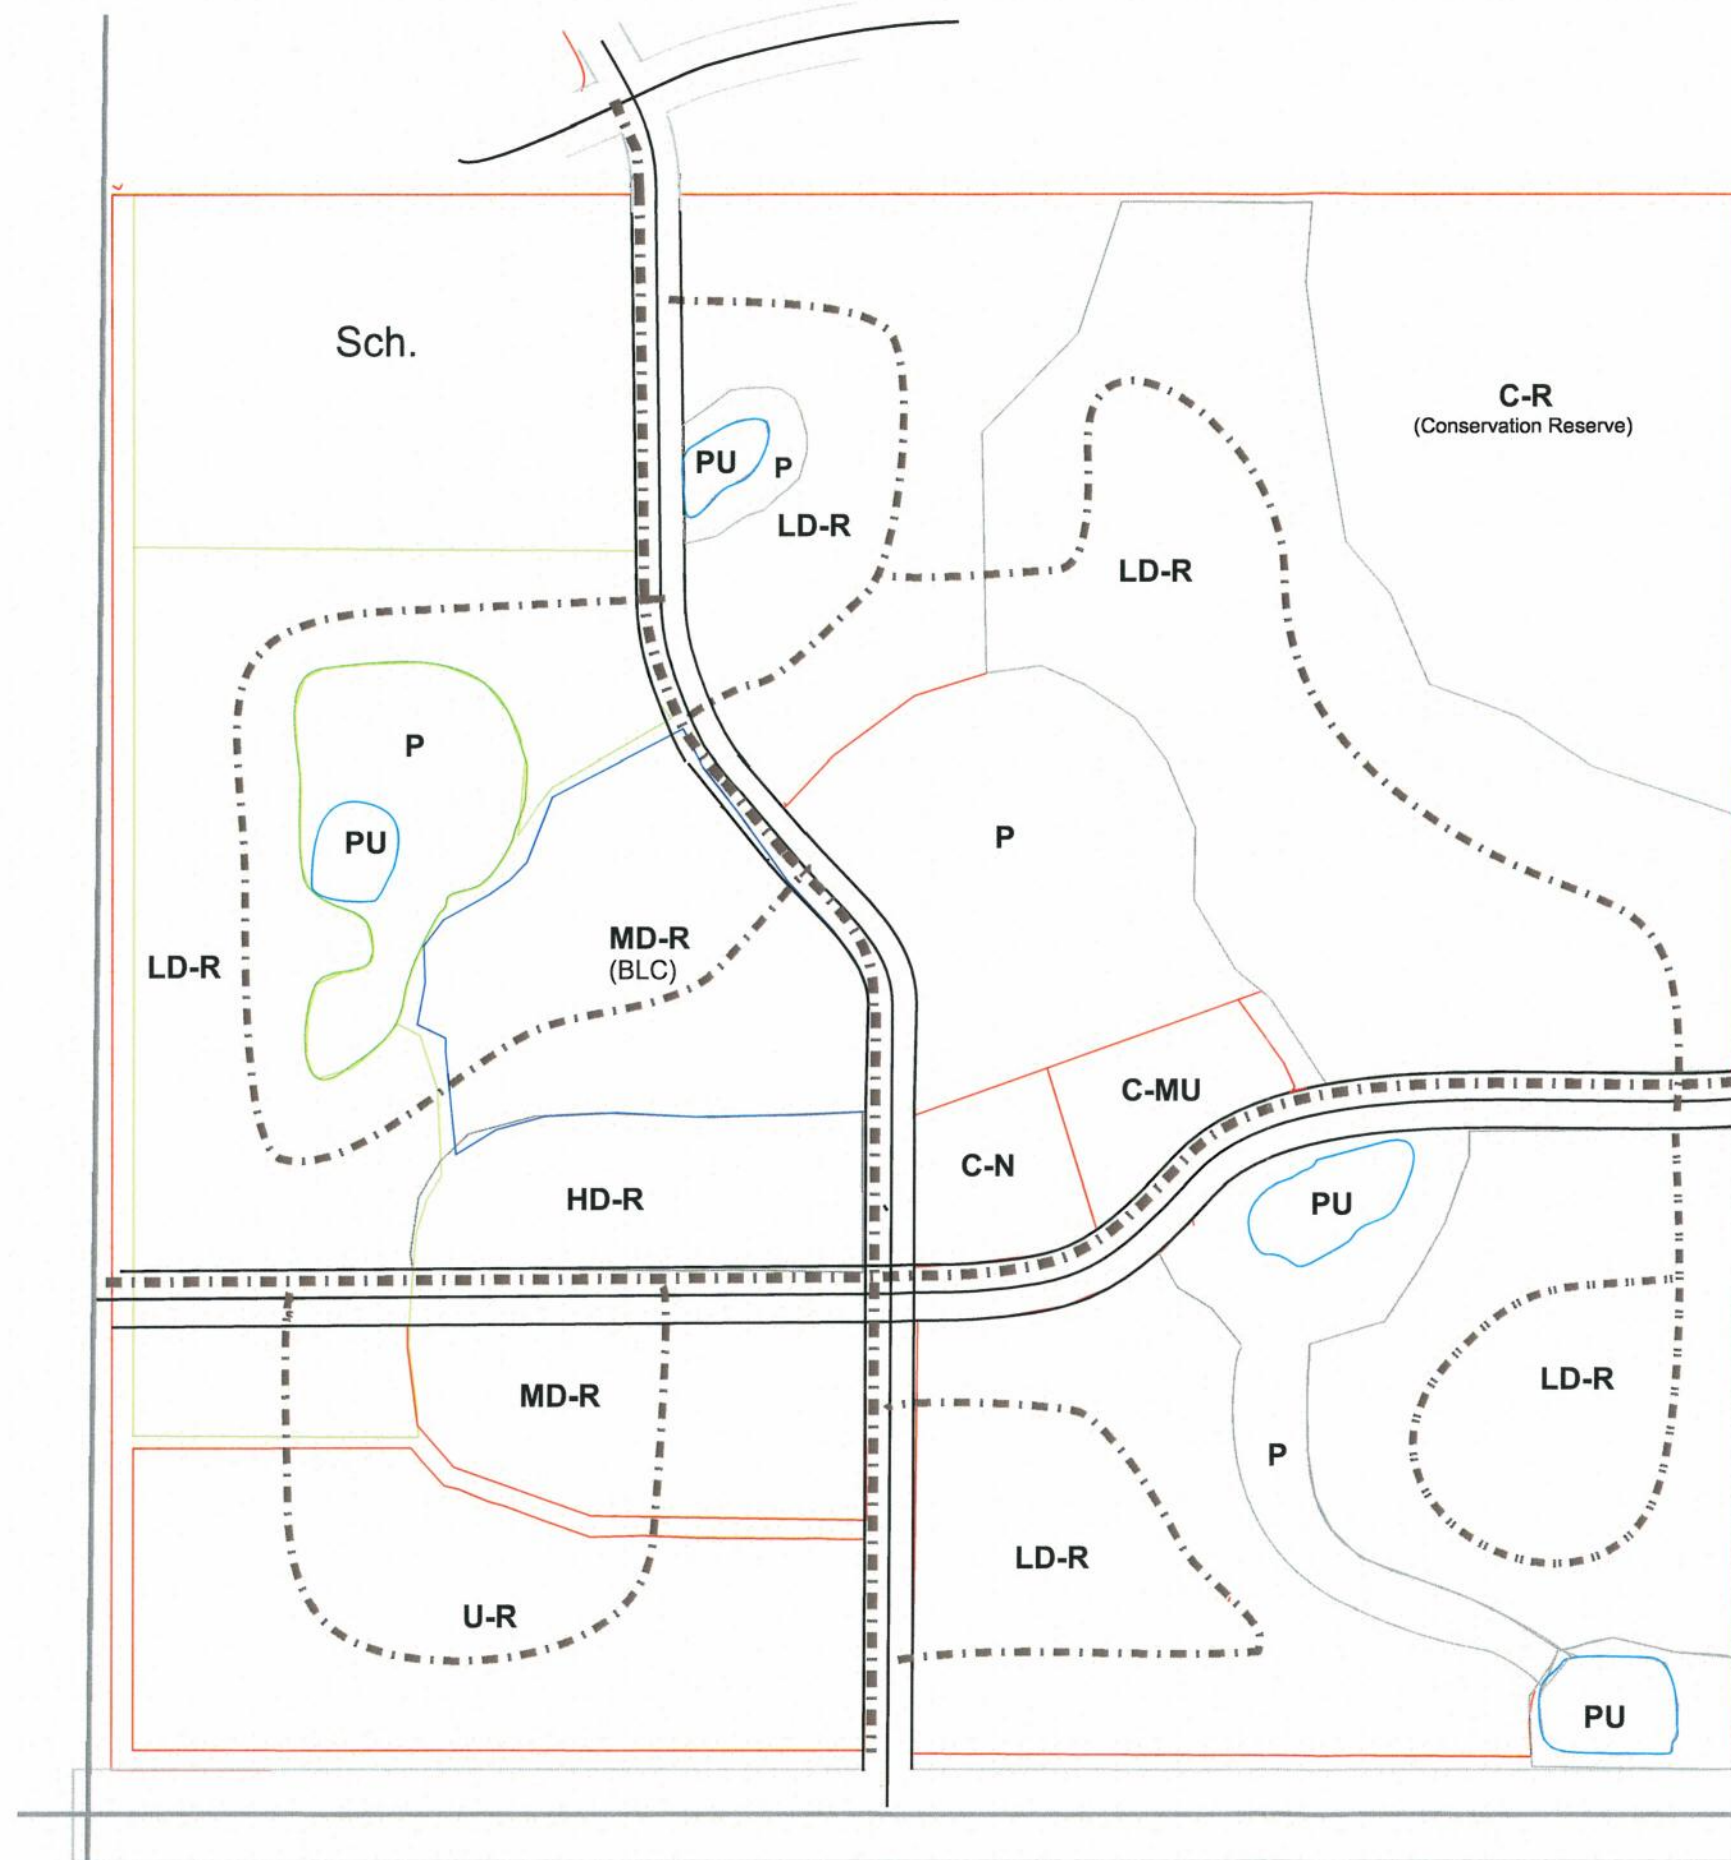 Sch.
C-R
(Conservation Reserve)
PU
P
LD-R
LD-R
P
PU
P
MD-R
(BLC)
LD-R
C-MU
C-N
HD-R
PU
MD-R
LD-R
P
LD-R
U-R
PU